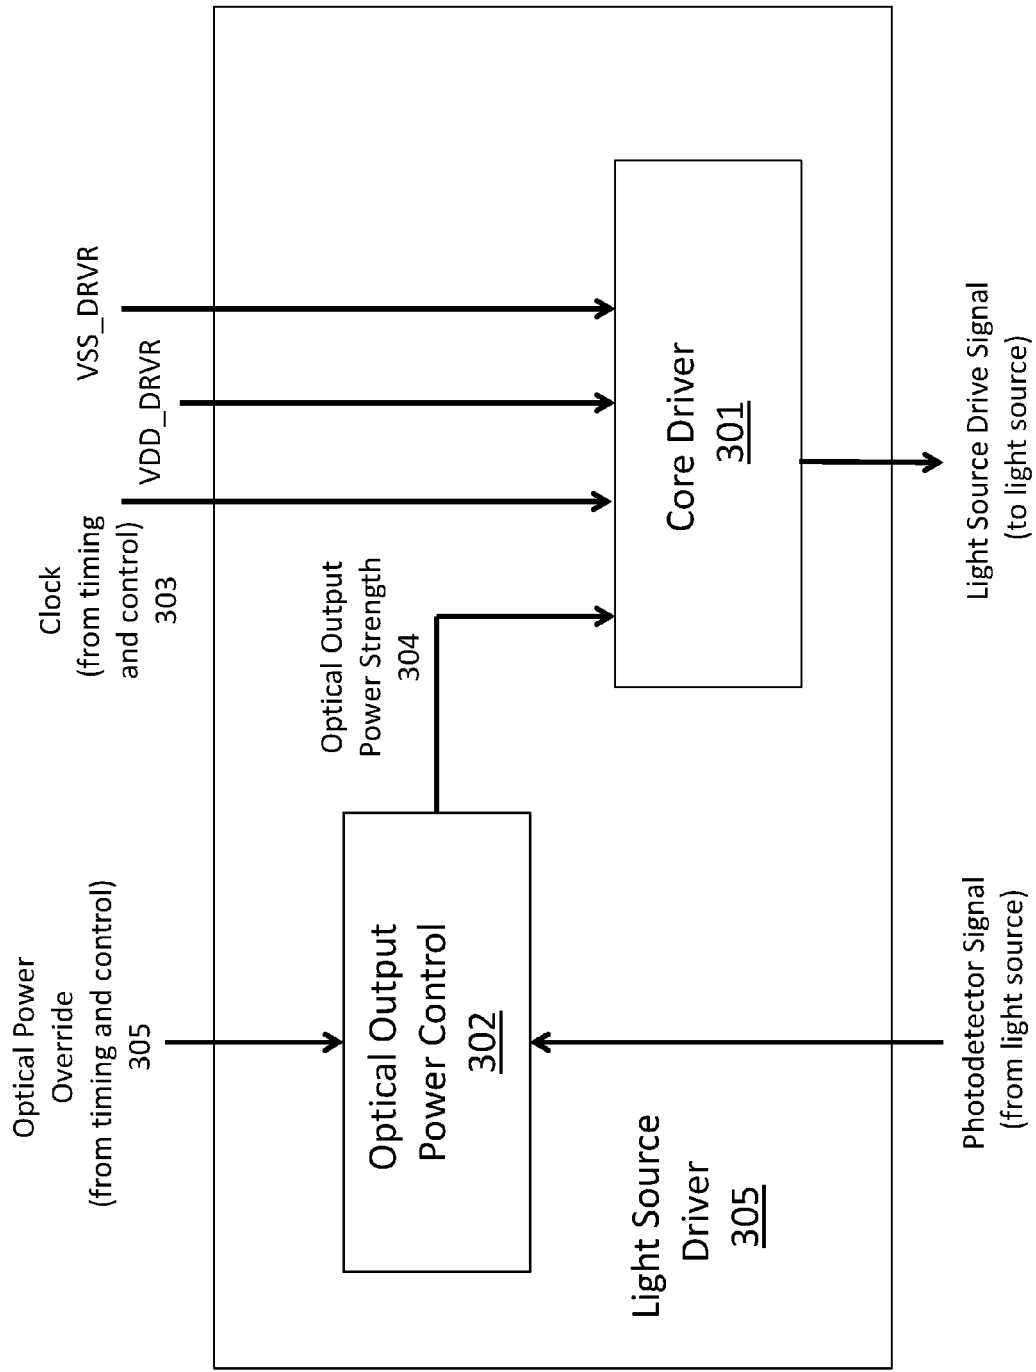 Optical Power
Override
(from timing and control)
305
Clock
(from timing
and control)
303
VDD_DRVR
VSS_DRVR
Optical Output
Power Control
302
Optical Output
Power Strength
304
Core Driver
301
Light Source
Driver
305
Photodetector Signal
(from light source)
Light Source Drive Signal
(to light source)